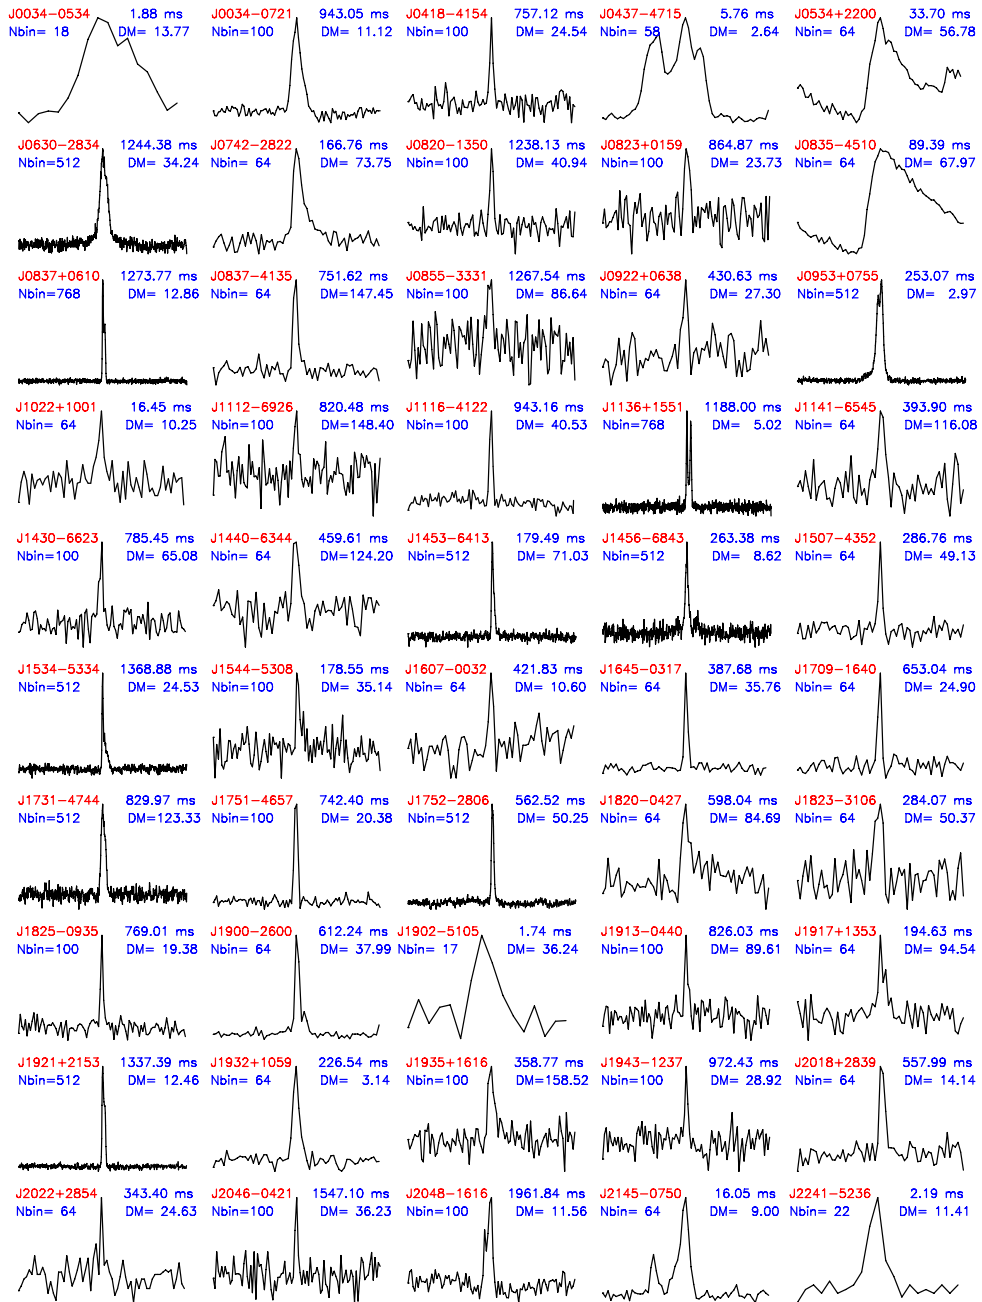 J0034-0534 1.88 ms J0034-0721 943.05 ms J0418-4154 757.12 ms J0437-4715 5.76 ms J0534+2200 33.70 ms
Nbin= 18 DM= 13.77 Nbin=100 DM= 11.12 Nbin=100 DM= 24.54 Nbin= 58 DM= 2.64 Nbin= 64 DM= 56.78
J0630-2834 1244.38 ms J0742-2822 166.76 ms J0820-1350 1238.13 ms J0823+0159 864.87 ms J0835-4510 89.39 ms
Nbin=512 DM= 34.24 Nbin= 64 DM= 73.75 Nbin=100 DM= 40.94 Nbin=100 DM= 23.73 Nbin= 64 DM= 67.97
J0837+0610 1273.77 ms J0837-4135 751.62 ms J0855-3331 1267.54 ms J0922+0638 430.63 ms J0953+0755 253.07 ms
Nbin=768 DM= 12.86 Nbin= 64 DM=147.45 Nbin=100 DM= 86.64 Nbin= 64 DM= 27.30 Nbin=512 DM= 2.97
J1022+1001 16.45 ms J1112-6926 820.48 ms J1116-4122 943.16 ms J1136+1551 1188.00 ms J1141-6545 393.90 ms
Nbin= 64 DM= 10.25 Nbin=100 DM=148.40 Nbin=100 DM= 40.53 Nbin=768 DM= 5.02 Nbin= 64 DM=116.08
J1430-6623 785.45 ms J1440-6344 459.61 ms J1453-6413 179.49 ms J1456-6843 263.38 ms J1507-4352 286.76 ms
Nbin=100 DM= 65.08 Nbin= 64 DM=124.20 Nbin=512 DM= 71.03 Nbin=512 DM= 8.62 Nbin= 64 DM= 49.13
J1534-5334 1368.88 ms J1544-5308 178.55 ms J1607-0032 421.83 ms J1645-0317 387.68 ms J1709-1640 653.04 ms
Nbin=512 DM= 24.53 Nbin=100 DM= 35.14 Nbin= 64 DM= 10.60 Nbin= 64 DM= 35.76 Nbin= 64 DM= 24.90
J1731-4744 829.97 ms J1751-4657 742.40 ms J1752-2806 562.52 ms J1820-0427 598.04 ms J1823-3106 284.07 ms
Nbin=512 DM=123.33 Nbin=100 DM= 20.38 Nbin=512 DM= 50.25 Nbin= 64 DM= 84.69 Nbin= 64 DM= 50.37
J1825-0935 769.01 ms J1900-2600 612.24 ms J1902-5105 1.74 ms J1913-0440 826.03 ms J1917+1353 194.63 ms
Nbin=100 DM= 19.38 Nbin= 64 DM= 37.99 Nbin= 17 DM= 36.24 Nbin=100 DM= 89.61 Nbin= 64 DM= 94.54
J1921+2153 1337.39 ms J1932+1059 226.54 ms J1935+1616 358.77 ms J1943-1237 972.43 ms J2018+2839 557.99 ms
Nbin=512 DM= 12.46 Nbin= 64 DM= 3.14 Nbin=100 DM=158.52 Nbin=100 DM= 28.92 Nbin= 64 DM= 14.14
J2022+2854 343.40 ms J2046-0421 1547.10 ms J2048-1616 1961.84 ms J2145-0750 16.05 ms J2241-5236 2.19 ms
Nbin= 64 DM= 24.63 Nbin=100 DM= 36.23 Nbin=100 DM= 11.56 Nbin= 64 DM= 9.00 Nbin= 22 DM= 11.41